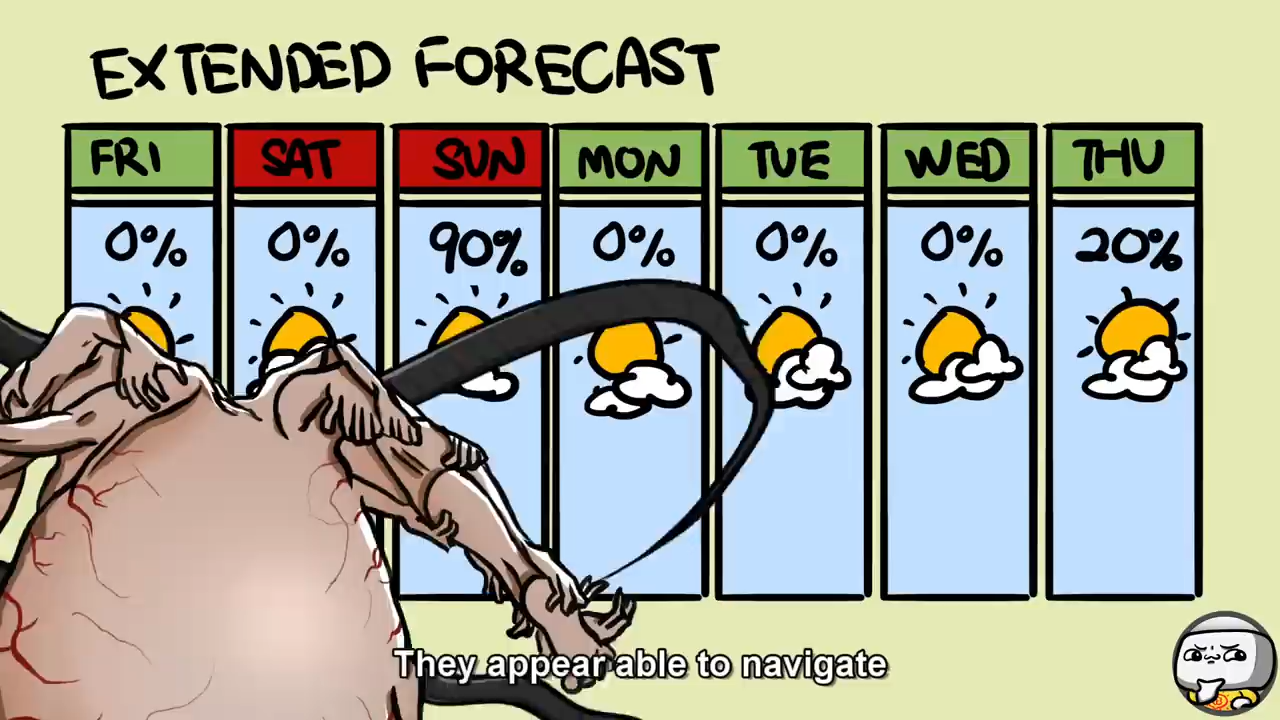 EXTENDED FORECAST
FRI SAT SUN MON TUE WED THU
0% 0% 90% 0% 0% 0% 20%
They appear able to navigate